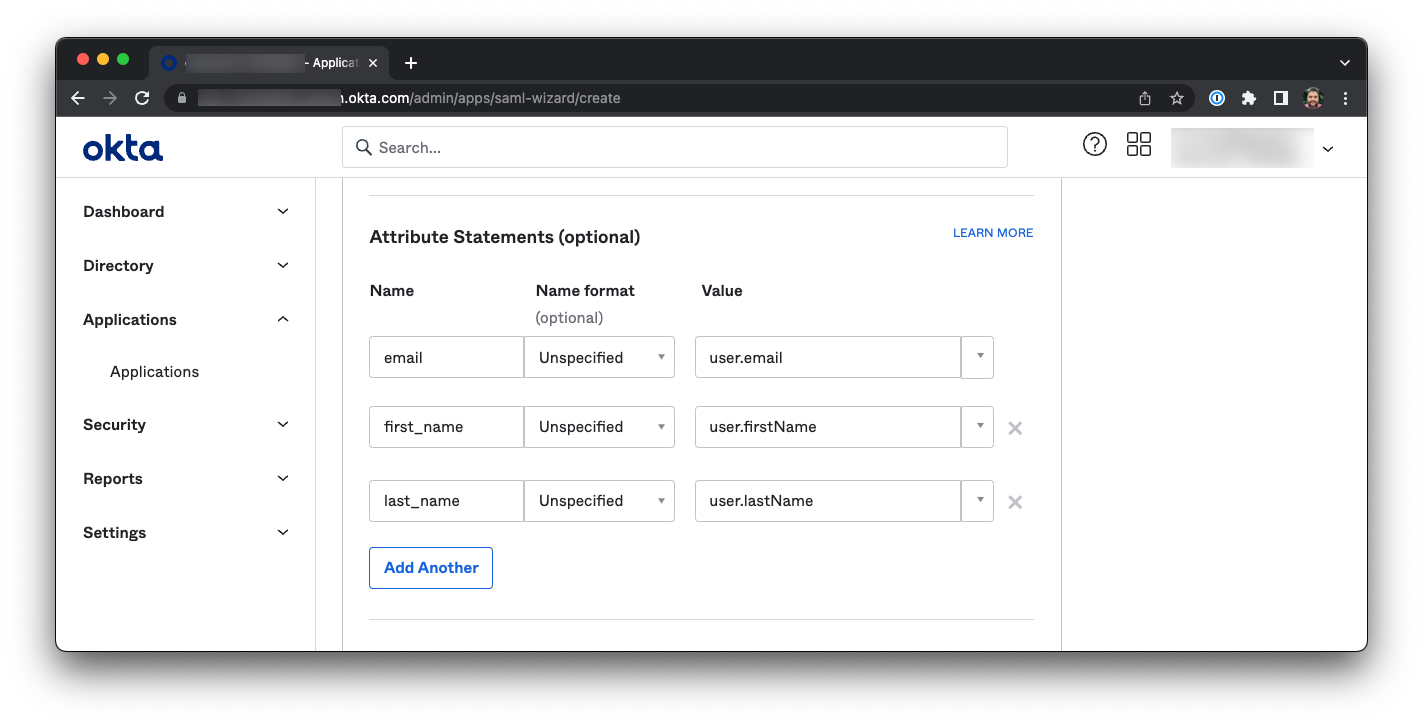 - Applicat
.okta.com/admin/apps/saml-wizard/create
okta
Search...
Dashboard
Directory
Applications
Applications
Security
Reports
Settings
Attribute Statements (optional)
LEARN MORE
Name
Name format
Value
(optional)
email
Unspecified
user.email
first_name
Unspecified
user.firstName
last_name
Unspecified
user.lastName
Add Another